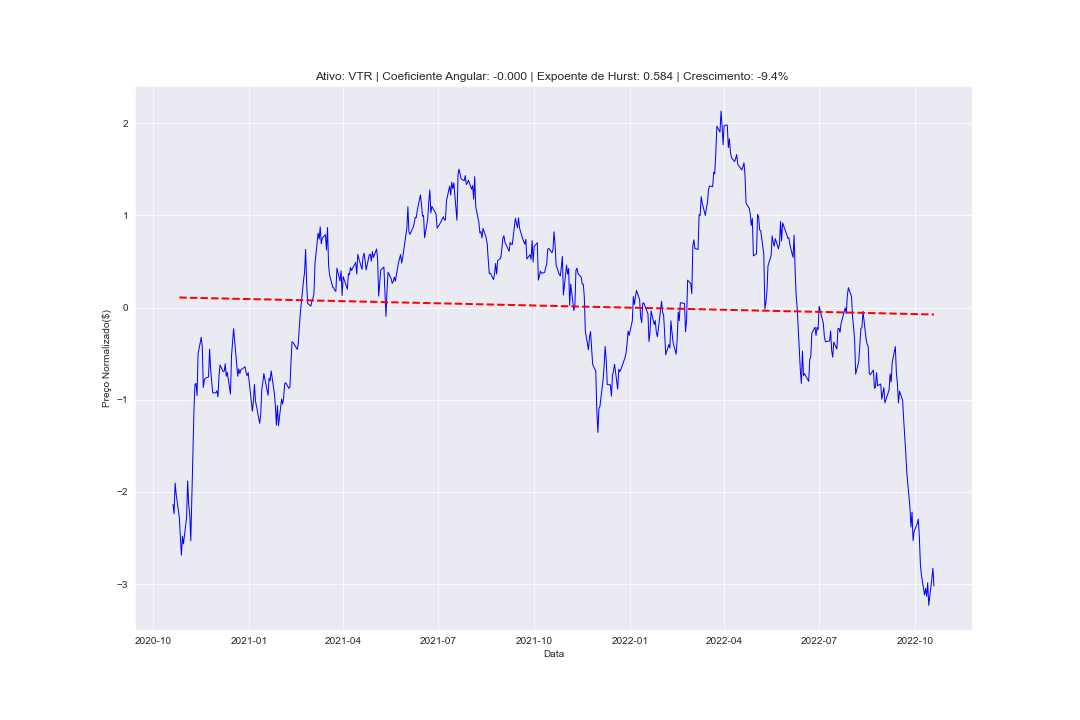 Ativo: VTR | Coeficiente Angular: -0.000 | Expoente de Hurst: 0.584 | Crescimento: -9.4%
Preço Normalizado($)
2
1
0
−1
−2
−3
2020-10 2021-01 2021-04 2021-07 2021-10 2022-01 2022-04 2022-07 2022-10
Data